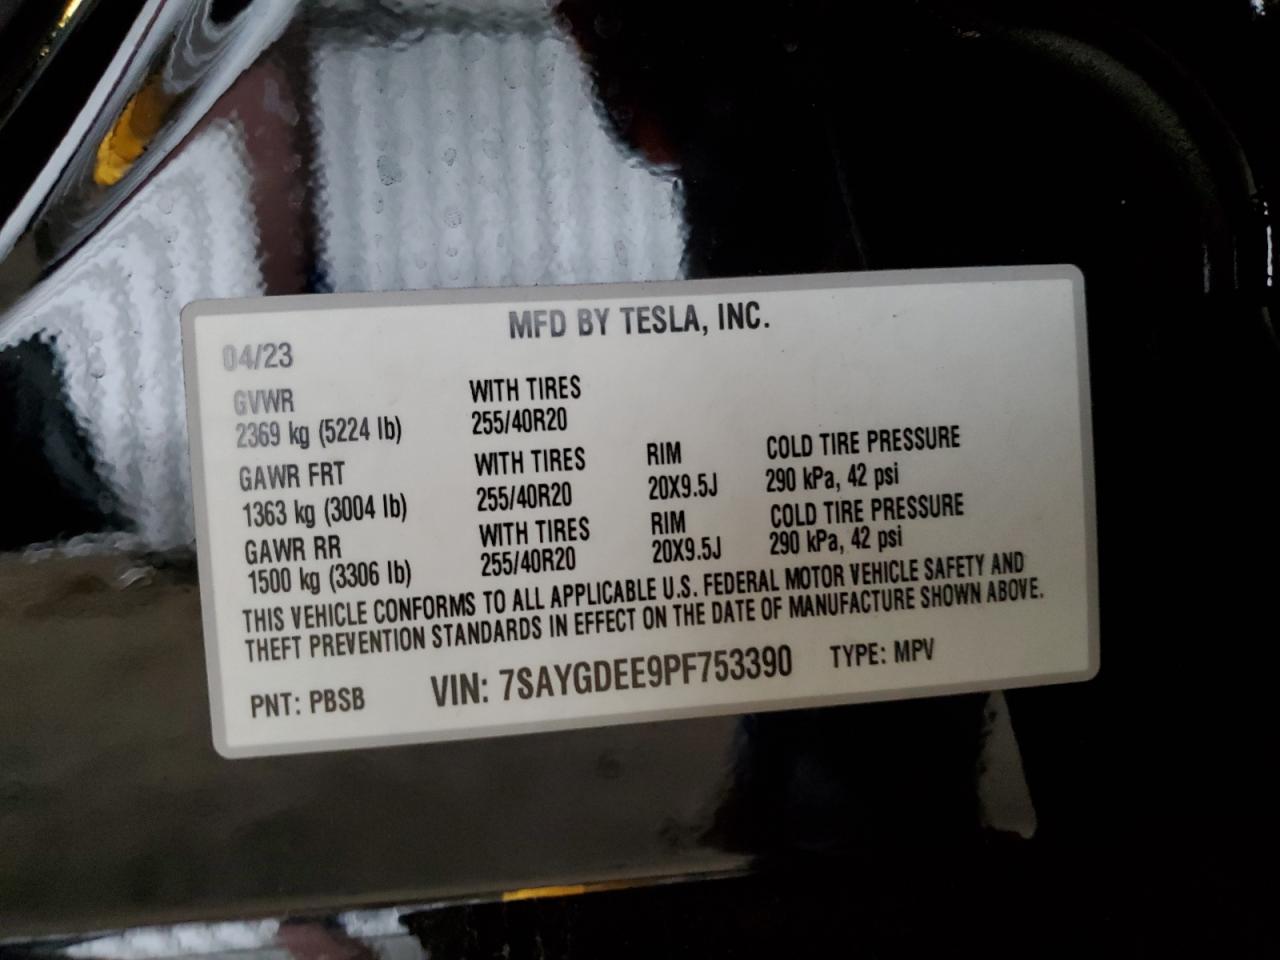 MFD BY TESLA, INC.
04/23
GVWR WITH TIRES
2369 kg (5224 lb) 255/40R20
GAWR FRT WITH TIRES RIM COLD TIRE PRESSURE
1363 kg (3004 lb) 255/40R20 20X9.5J 290 kPa, 42 psi
GAWR RR WITH TIRES RIM COLD TIRE PRESSURE
1500 kg (3306 lb) 255/40R20 20X9.5J 290 kPa, 42 psi
THIS VEHICLE CONFORMS TO ALL APPLICABLE U.S. FEDERAL MOTOR VEHICLE SAFETY AND
THEFT PREVENTION STANDARDS IN EFFECT ON THE DATE OF MANUFACTURE SHOWN ABOVE.
PNT: PBSB VIN: 7SAYGDEE9PF753390 TYPE: MPV